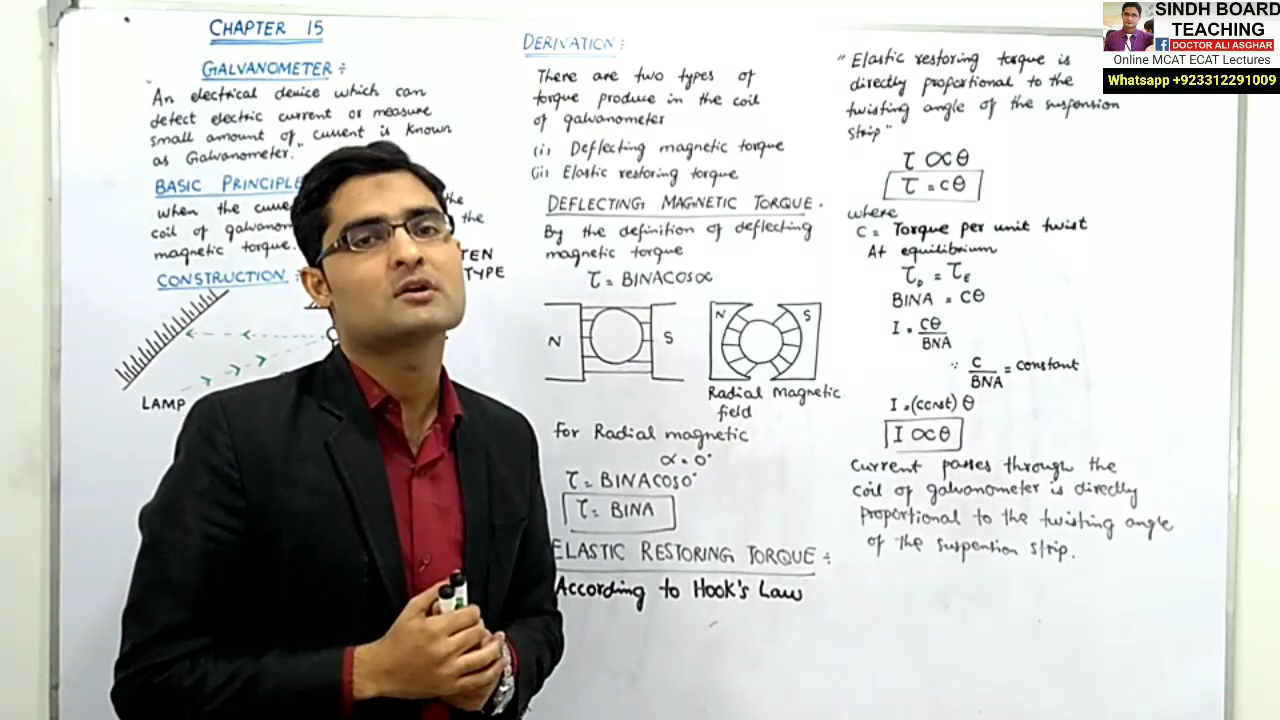 CHAPTER 15
GALVANOMETER :
"An electrical device which can
detect electric current or measure
small amount of current is known
as Galvanometer."
BASIC PRINCIPLE
when the
coil of
magnetic torque.
the
the
CONSTRUCTION :
TYPE
LAMP
DERIVATION :
There are two types of
torque produce in the coil
of galvanometer
(i) Deflecting magnetic torque
(ii) Elastic restoring torque
DEFLECTING MAGNETIC TORQUE.
By the definition of deflecting
magnetic torque
τ = BINACOSα
N S
N S
Radial Magnetic
field
for Radial magnetic
α = 0°
τ = BINACOS0°
τ = BINA
ELASTIC RESTORING TORQUE :
According to Hook's Law
"Elastic restoring torque is
directly proportional to the
twisting angle of the suspension
strip"
τ ∝ θ
τ = cθ
where
C = Torque per unit twist
At equilibrium
τD = τE
BINA = Cθ
I = Cθ/BNA
∵ C/BNA = constant
I = (const) θ
I ∝ θ
Current passes through the
coil of galvanometer is directly
proportional to the twisting angle
of the suspension strip.
SINDH BOARD
TEACHING
DOCTOR ALI ASGHAR
Online MCAT ECAT Lectures
Whatsapp +923312291009